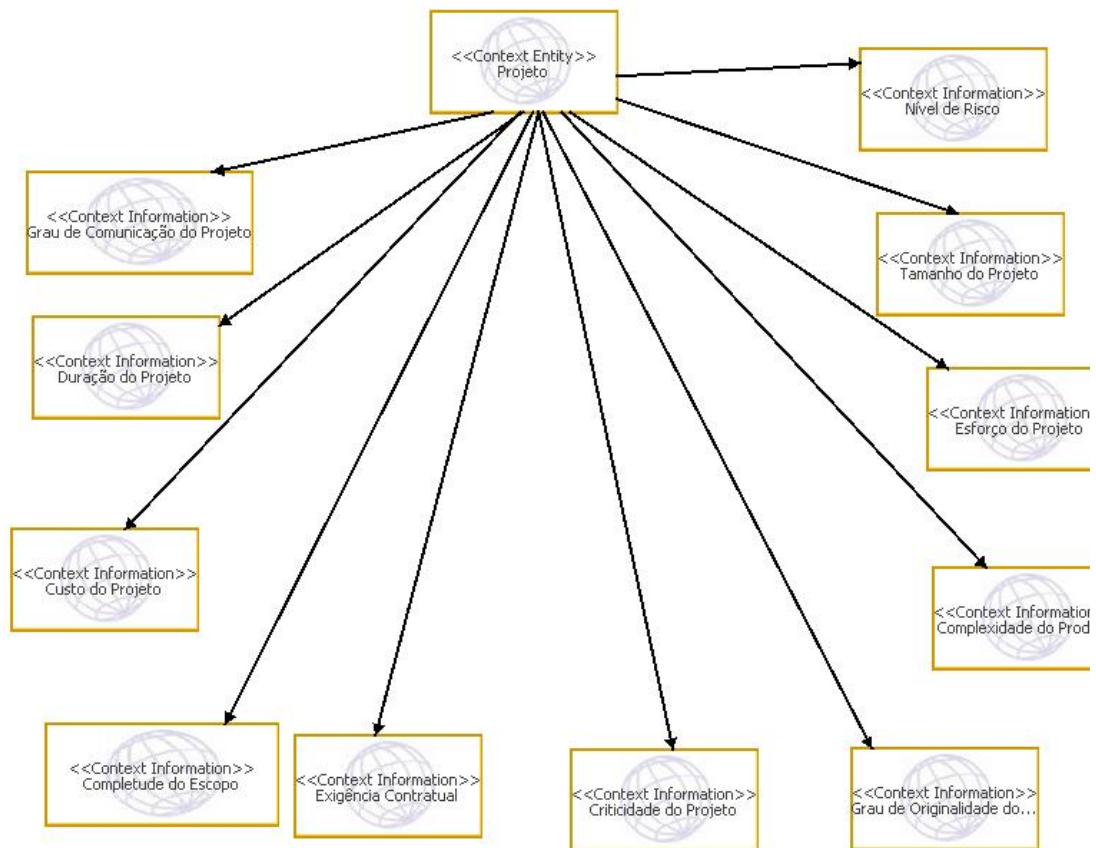 <<Context Entity>>
Projeto
<<Context Information>>
Nível de Risco
<<Context Information>>
Grau de Comunicação do Projeto
<<Context Information>>
Tamanho do Projeto
<<Context Information>>
Duração do Projeto
<<Context Information
Esforço do Projeto
<<Context Information>>
Custo do Projeto
<<Context Information
Complexidade do Prod
<<Context Information>>
Completude do Escopo
<<Context Information>>
Exigência Contratual
<<Context Information>>
Criticidade do Projeto
<<Context Information>>
Grau de Originalidade do...